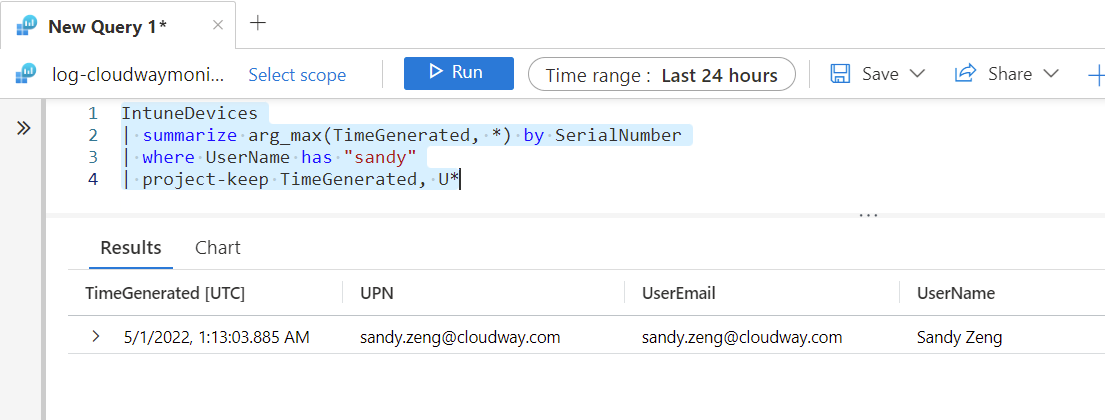 New Query 1*
log-cloudwaymoni... Select scope Run Time range : Last 24 hours Save Share
1 IntuneDevices
2 | summarize arg_max(TimeGenerated, *) by SerialNumber
3 | where UserName has "sandy"
4 | project-keep TimeGenerated, U*
Results Chart
TimeGenerated [UTC] UPN UserEmail UserName
5/1/2022, 1:13:03.885 AM sandy.zeng@cloudway.com sandy.zeng@cloudway.com Sandy Zeng